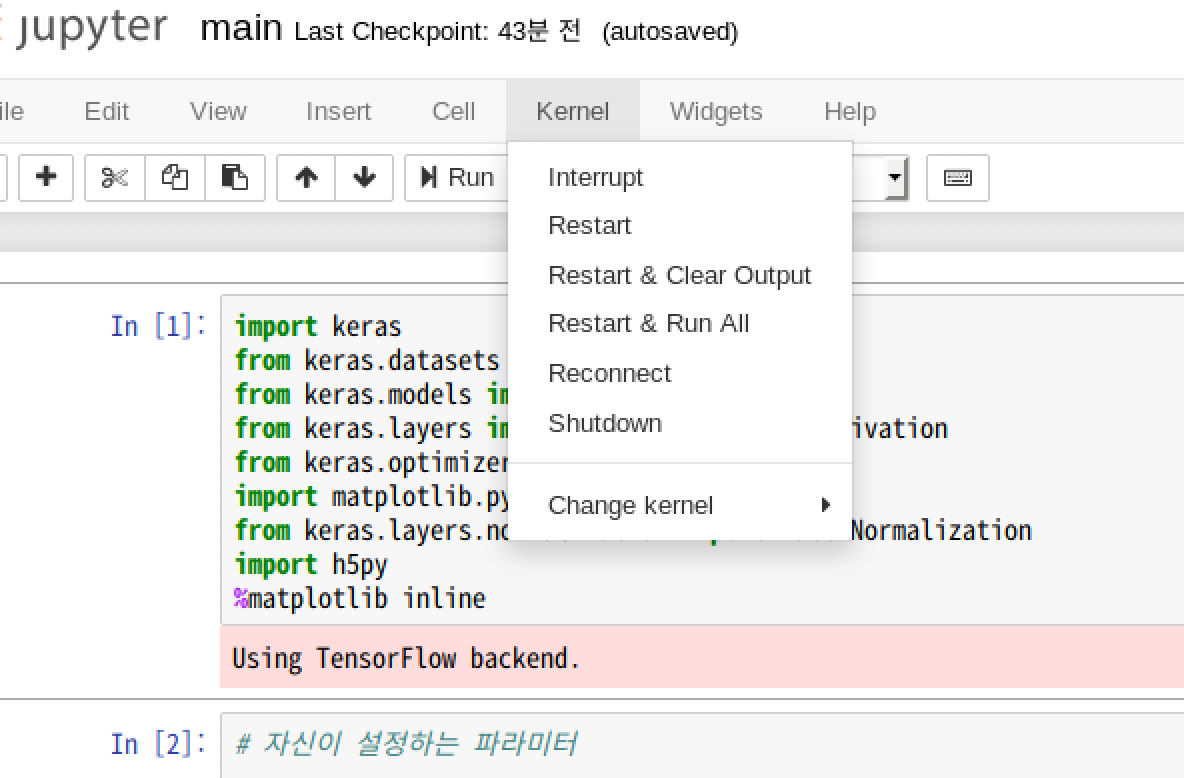 jupyter main Last Checkpoint: 43분 전 (autosaved)
ile Edit View Insert Cell Kernel Widgets Help
Run
Interrupt
Restart
Restart & Clear Output
Restart & Run All
Reconnect
Shutdown
Change kernel
In [1]:
import keras
from keras.datasets
from keras.models im
from keras.layers im ivation
from keras.optimizer
import matplotlib.py
from keras.layers.no Normalization
import h5py
%matplotlib inline
Using TensorFlow backend.
In [2]:
# 자신이 설정하는 파라미터